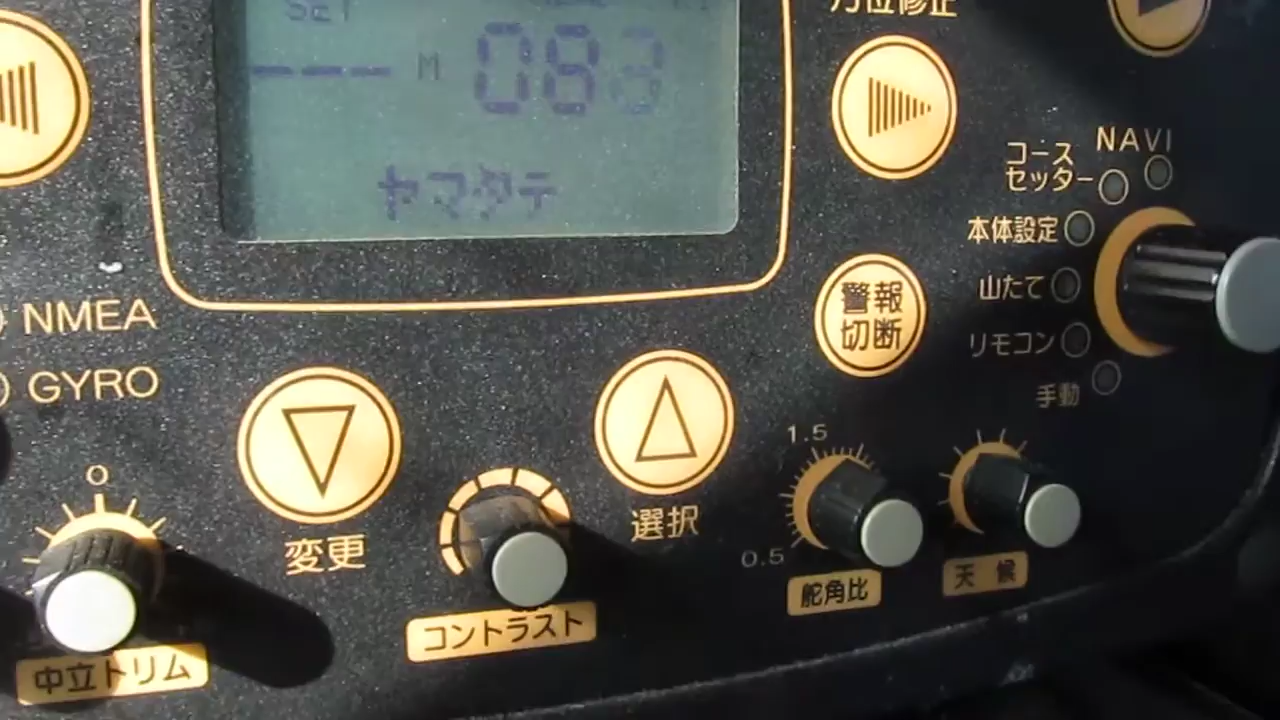 SET
方位修正
--- M 083
ヤマタテ
NAVI
コース
セッター
本体設定
山たて
リモコン
手動
警報
切断
NMEA
GYRO
0
変更
選択
1.5
0.5
中立トリム
コントラスト
舵角比
天候